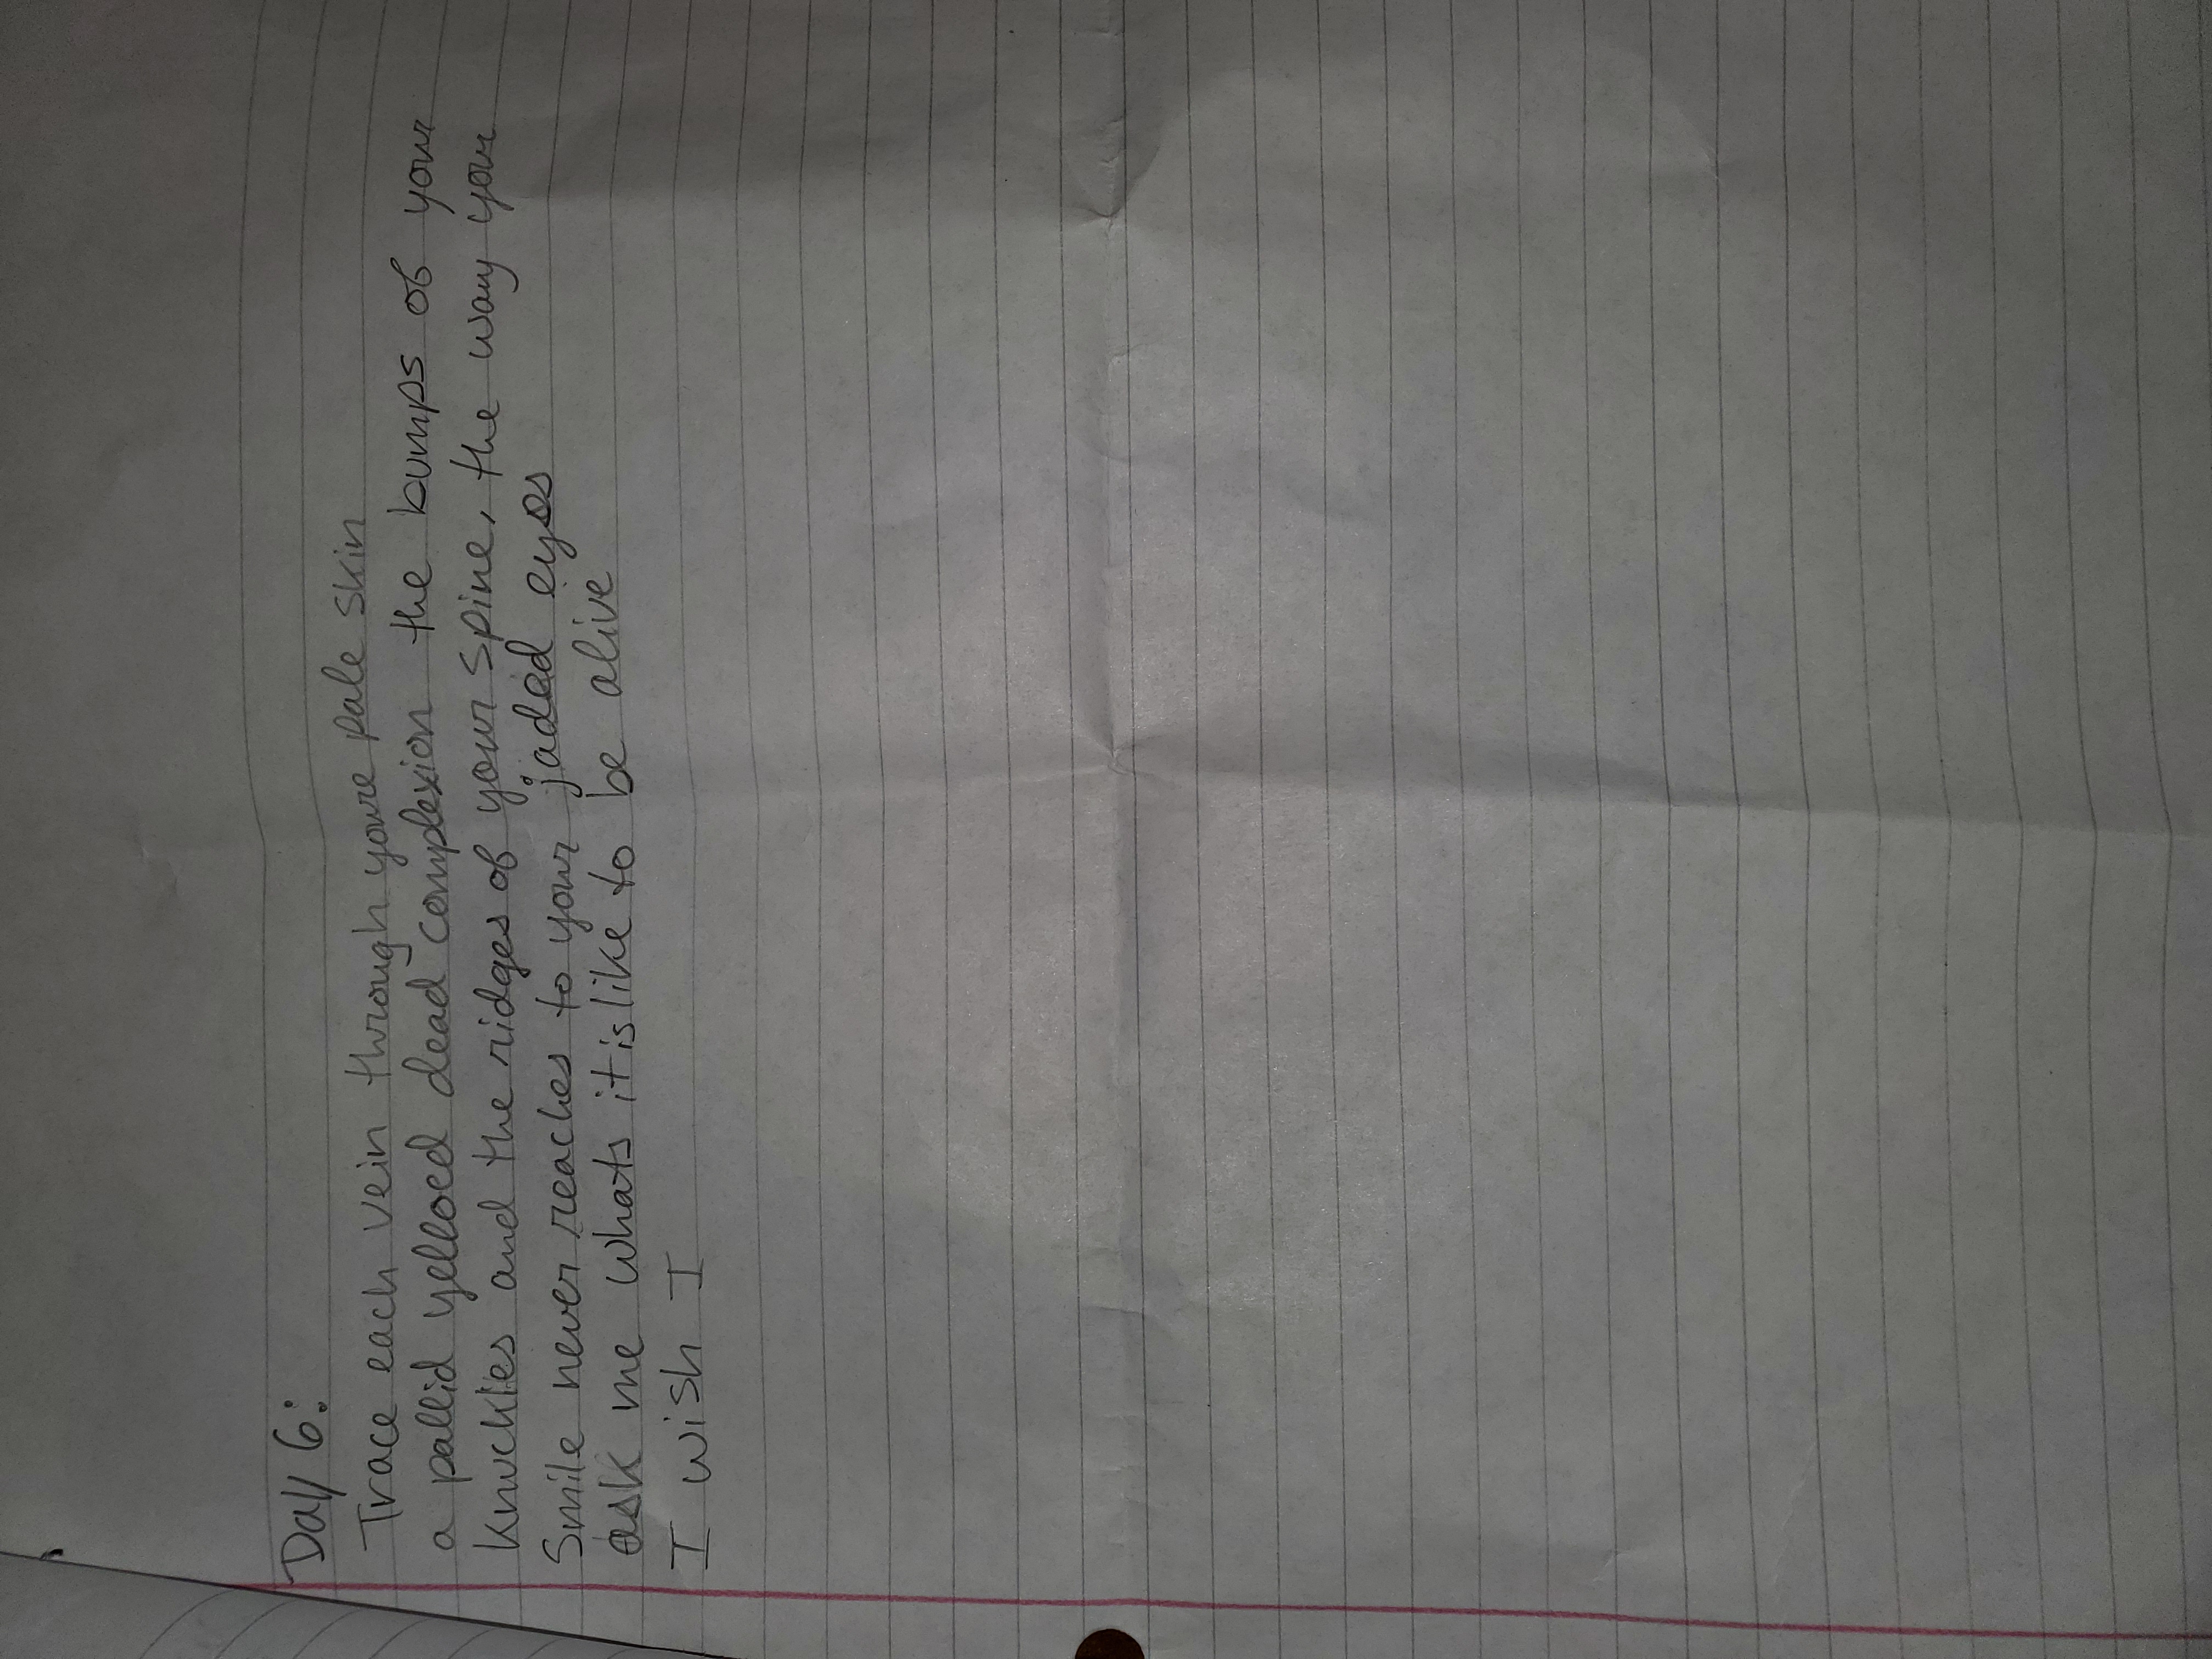 Day 6:
Trace each vein through youre pale skin
a pallid yelloed dead complexion the bumps of your
knuckles and the ridges of your spine, the way your
Smile never reaches to your jaded eyes
ask me whats it is like to be alive
I wish I